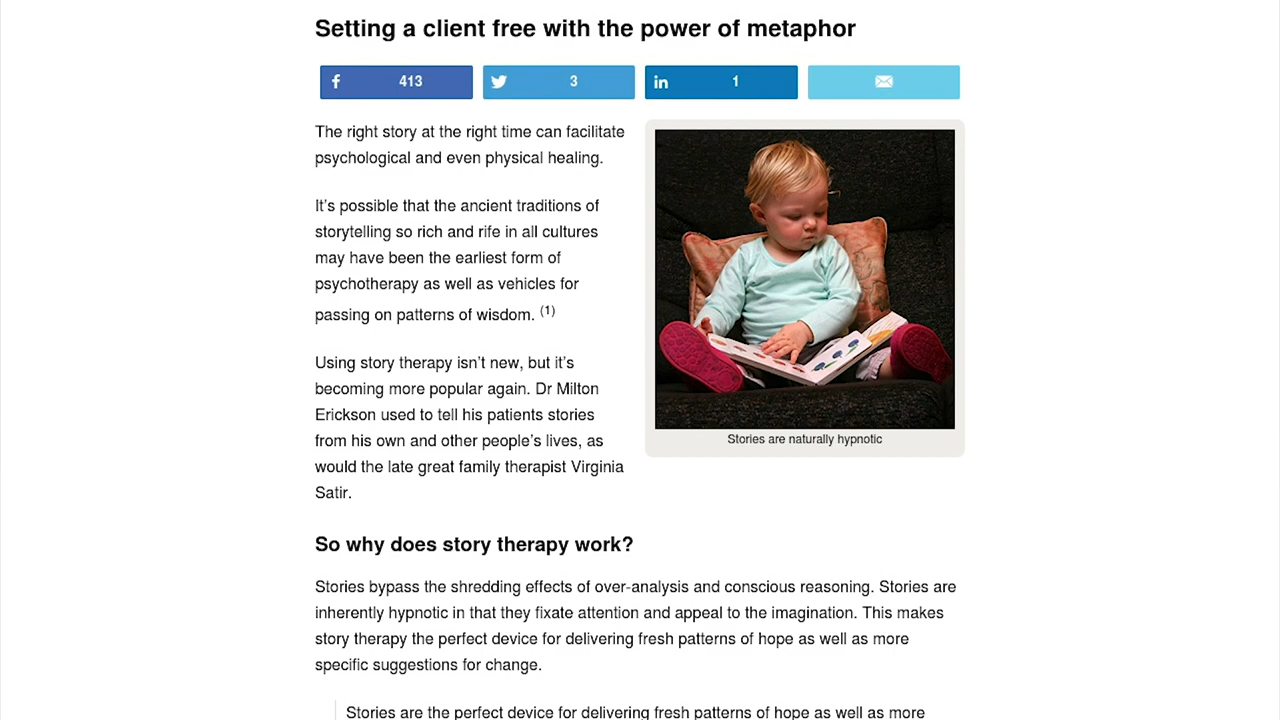 Setting a client free with the power of metaphor
413
3
in
1
The right story at the right time can facilitate
psychological and even physical healing.
It's possible that the ancient traditions of
storytelling so rich and rife in all cultures
may have been the earliest form of
psychotherapy as well as vehicles for
passing on patterns of wisdom. (1)
Using story therapy isn't new, but it's
becoming more popular again. Dr Milton
Erickson used to tell his patients stories
from his own and other people's lives, as
would the late great family therapist Virginia
Satir.
Stories are naturally hypnotic
So why does story therapy work?
Stories bypass the shredding effects of over-analysis and conscious reasoning. Stories are
inherently hypnotic in that they fixate attention and appeal to the imagination. This makes
story therapy the perfect device for delivering fresh patterns of hope as well as more
specific suggestions for change.
Stories are the perfect device for delivering fresh patterns of hope as well as more